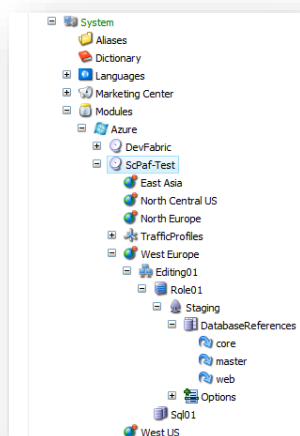 System
Aliases
Dictionary
Languages
Marketing Center
Modules
Azure
DevFabric
ScPaf-Test
East Asia
North Central US
North Europe
TrafficProfiles
West Europe
Editing01
Role01
Staging
DatabaseReferences
core
master
web
Options
Sql01
West US